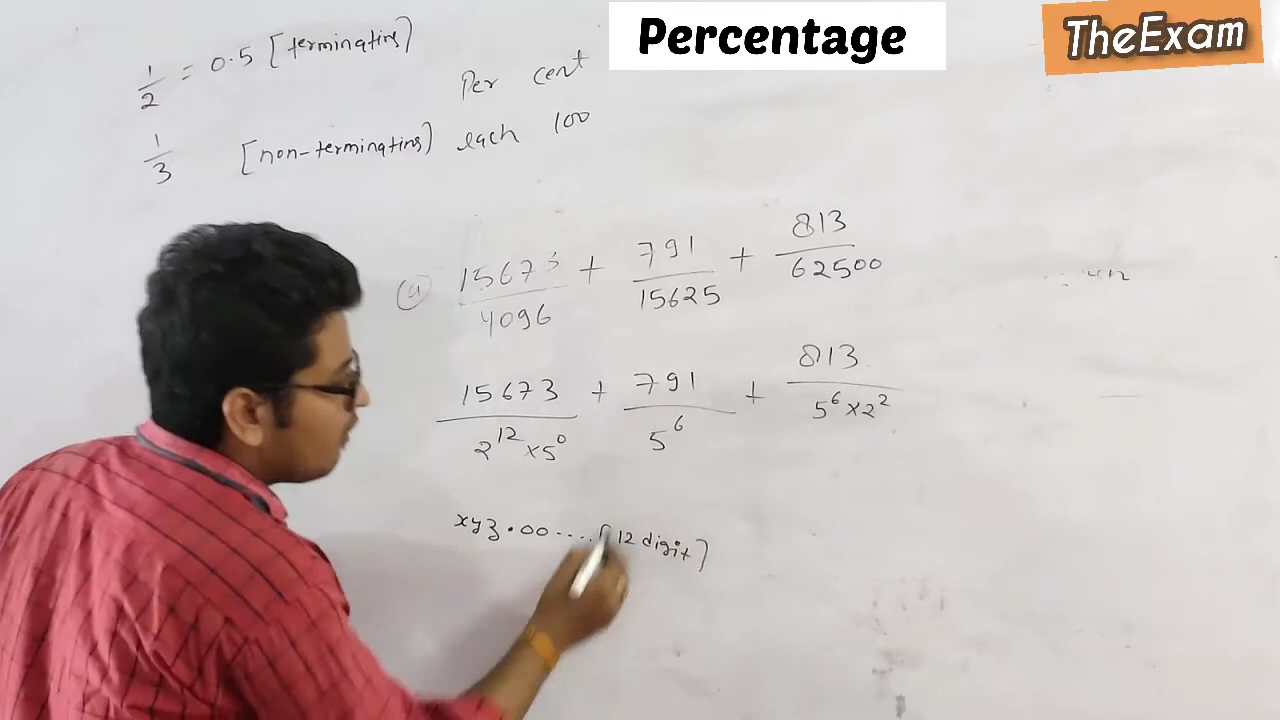 Percentage
TheExam
1/2 = 0.5 [terminating]
Per cent
1/3 [non-terminating] each 100
Q 15673/4096 + 791/15625 + 813/62500
15673/2^12 × 5^0 + 791/5^6 + 813/5^6 × 2^2
xyz.00....[12 digit]